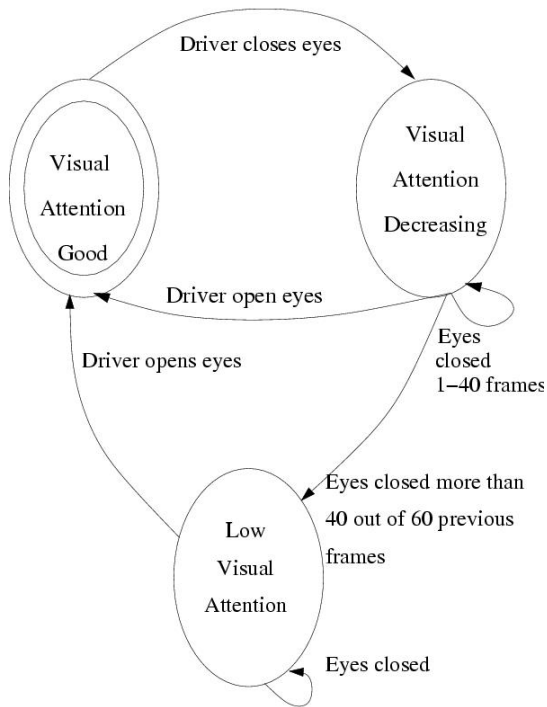 Driver closes eyes
Visual
Attention
Good
Visual
Attention
Decreasing
Driver open eyes
Driver opens eyes
Eyes
closed
1−40 frames
Eyes closed more than
40 out of 60 previous
frames
Low
Visual
Attention
Eyes closed